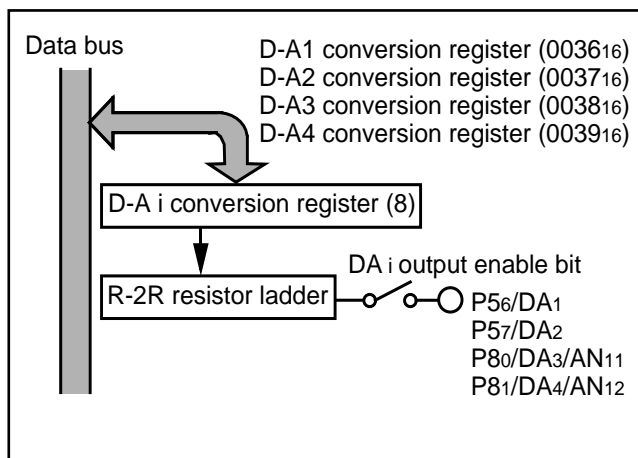 Data bus
D-A1 conversion register (0036₁₆)
D-A2 conversion register (0037₁₆)
D-A3 conversion register (0038₁₆)
D-A4 conversion register (0039₁₆)
D-A i conversion register (8)
DA i output enable bit
R-2R resistor ladder
P5₆/DA₁
P5₇/DA₂
P8₀/DA₃/AN₁₁
P8₁/DA₄/AN₁₂